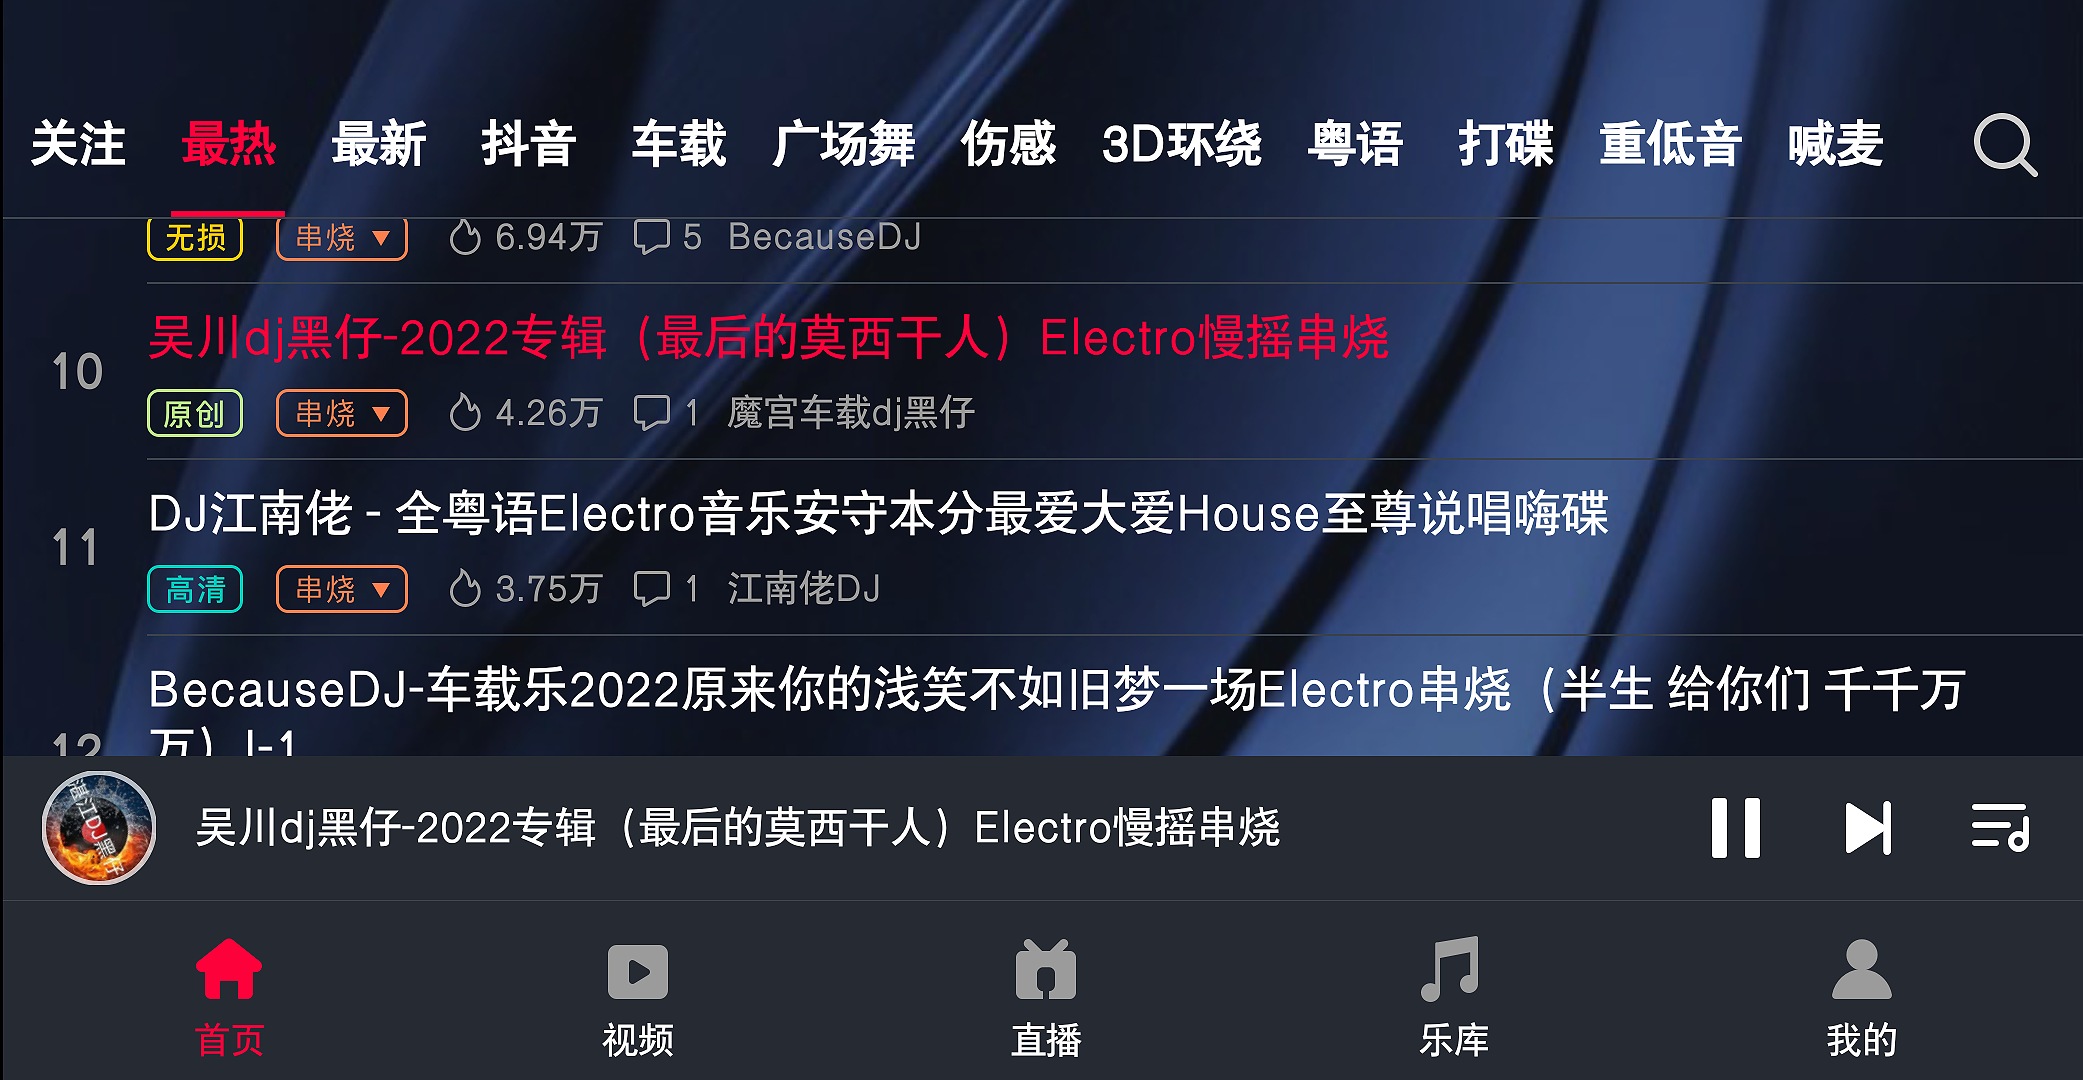 关注 最热 最新 抖音 车载 广场舞 伤感 3D环绕 粤语 打碟 重低音 喊麦
无损 串烧 6.94万 5 BecauseDJ
10
吴川dj黑仔-2022专辑（最后的莫西干人）Electro慢摇串烧
原创 串烧 4.26万 1 魔宫车载dj黑仔
11
DJ江南佬 - 全粤语Electro音乐安守本分最爱大爱House至尊说唱嗨碟
高清 串烧 3.75万 1 江南佬DJ
12
BecauseDJ-车载乐2022原来你的浅笑不如旧梦一场Electro串烧（半生 给你们 千千万
万）
湛江DJ黑仔
吴川dj黑仔-2022专辑（最后的莫西干人）Electro慢摇串烧
首页 视频 直播 乐库 我的